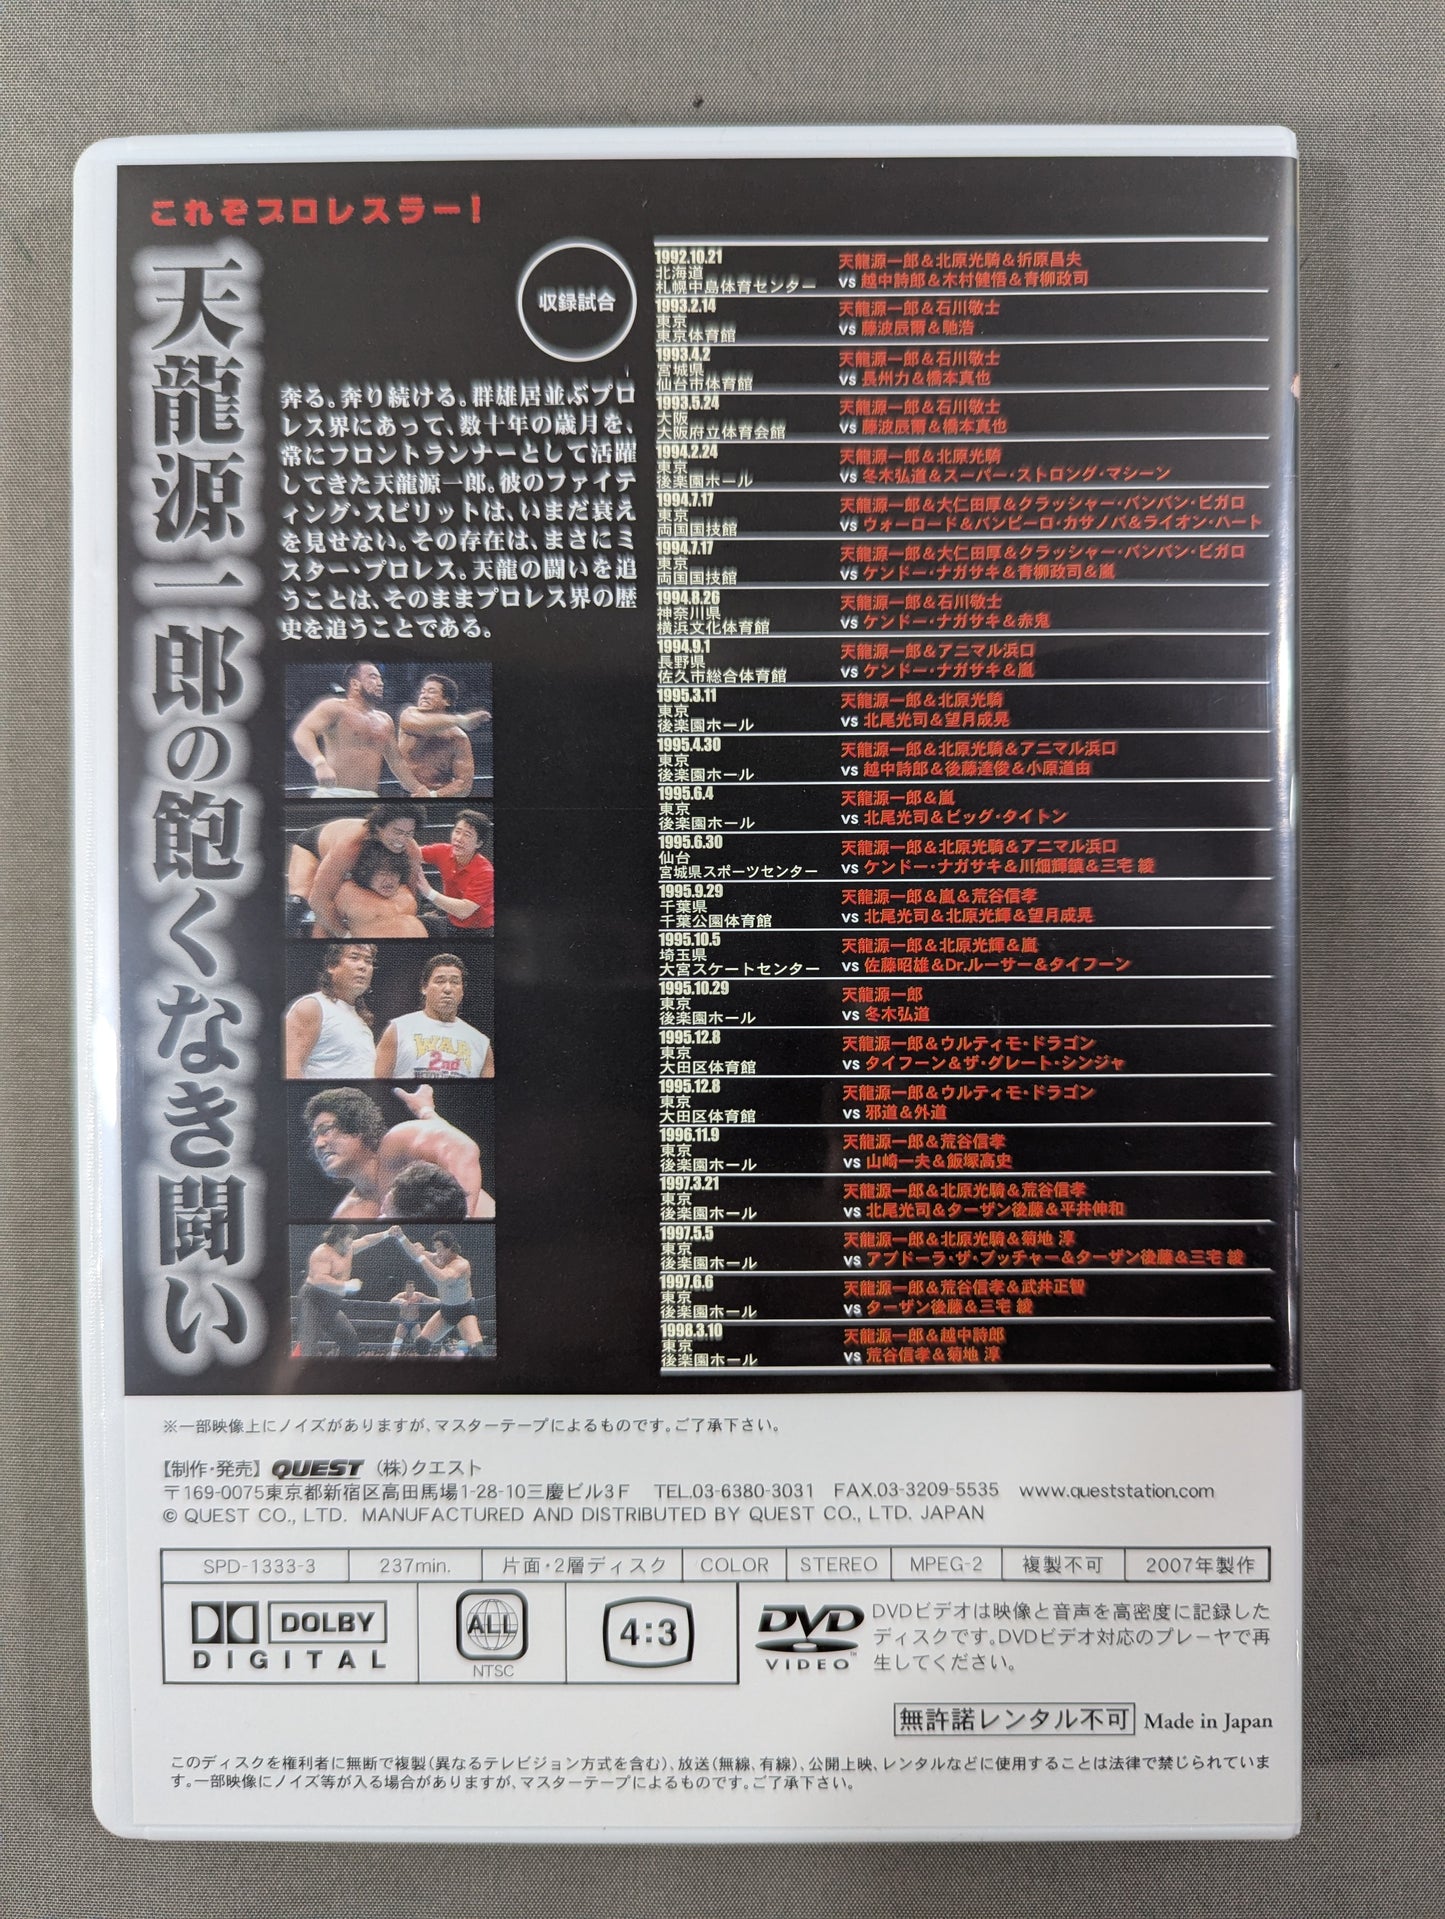 これぞプロレスラー!
天龍源一郎の飽くなき闘い
収録試合
奔る。奔り続ける。群雄居並ぶプロ
レス界にあって、数十年の歳月を、
常にフロントランナーとして活躍
してきた天龍源一郎。彼のファイテ
ィング・スピリットは、いまだ衰え
を見せない。その存在は、まさにミ
スター・プロレス。天龍の闘いを追
うことは、そのままプロレス界の歴
史を追うことである。
1992.10.21
北海道
札幌中島体育センター
天龍源一郎&北原光騎&折原昌夫
vs 越中詩郎&木村健悟&青柳政司
1993.2.14
東京
東京体育館
天龍源一郎&石川敬士
vs 藤波辰爾&馳浩
1993.4.2
宮城県
仙台市体育館
天龍源一郎&石川敬士
vs 長州力&橋本真也
1993.5.24
大阪
大阪府立体育会館
天龍源一郎&石川敬士
vs 藤波辰爾&橋本真也
1994.2.24
東京
後楽園ホール
天龍源一郎&北原光騎
vs 冬木弘道&スーパー・ストロング・マシーン
1994.7.17
東京
両国国技館
天龍源一郎&大仁田厚&クラッシャー・バンバン・ビガロ
vs ウォーロード&バンピーロ・カサノバ&ライオン・ハート
1994.7.17
東京
両国国技館
天龍源一郎&大仁田厚&クラッシャー・バンバン・ビガロ
vs ケンドー・ナガサキ&青柳政司&嵐
1994.8.26
神奈川県
横浜文化体育館
天龍源一郎&石川敬士
vs ケンドー・ナガサキ&赤鬼
1994.9.1
長野県
佐久市総合体育館
天龍源一郎&アニマル浜口
vs ケンドー・ナガサキ&嵐
1995.3.11
東京
後楽園ホール
天龍源一郎&北原光騎
vs 北尾光司&望月成晃
1995.4.30
東京
後楽園ホール
天龍源一郎&北原光騎&アニマル浜口
vs 越中詩郎&後藤達俊&小原道由
1995.6.4
東京
後楽園ホール
天龍源一郎&嵐
vs 北尾光司&ビッグ・タイトン
1995.6.30
仙台
宮城県スポーツセンター
天龍源一郎&北原光騎&アニマル浜口
vs ケンドー・ナガサキ&川畑輝鎮&三宅 綾
1995.9.29
千葉県
千葉公園体育館
天龍源一郎&嵐&荒谷信孝
vs 北尾光司&北原光輝&望月成晃
1995.10.5
埼玉県
大宮スケートセンター
天龍源一郎&北原光輝&嵐
vs 佐藤昭雄&Dr.ルーサー&タイフーン
1995.10.29
東京
後楽園ホール
天龍源一郎
vs 冬木弘道
1995.12.8
東京
大田区体育館
天龍源一郎&ウルティモ・ドラゴン
vs タイフーン&ザ・グレート・シンジャ
1995.12.8
東京
大田区体育館
天龍源一郎&ウルティモ・ドラゴン
vs 邪道&外道
1996.11.9
東京
後楽園ホール
天龍源一郎&荒谷信孝
vs 山崎一夫&飯塚高史
1997.3.21
東京
後楽園ホール
天龍源一郎&北原光騎&荒谷信孝
vs 北尾光司&ターザン後藤&平井伸和
1997.5.5
東京
後楽園ホール
天龍源一郎&北原光騎&菊地 淳
vs アブドーラ・ザ・ブッチャー&ターザン後藤&三宅 綾
1997.6.6
東京
後楽園ホール
天龍源一郎&荒谷信孝&武井正智
vs ターザン後藤&三宅 綾
1998.3.10
東京
後楽園ホール
天龍源一郎&越中詩郎
vs 荒谷信孝&菊地 淳
WAR
2nd
※一部映像上にノイズがありますが、マスターテープによるものです。ご了承下さい。
【制作・発売】 QUEST (株)クエスト
〒169-0075東京都新宿区高田馬場1-28-10三慶ビル3F TEL.03-6380-3031 FAX.03-3209-5535 www.queststation.com
© QUEST CO., LTD. MANUFACTURED AND DISTRIBUTED BY QUEST CO., LTD. JAPAN
SPD-1333-3 237min. 片面・2層ディスク COLOR STEREO MPEG-2 複製不可 2007年製作
DOLBY
DIGITAL
ALL
NTSC
4:3
DVD
VIDEO™
DVDビデオは映像と音声を高密度に記録した
ディスクです。DVDビデオ対応のプレーヤで再
生してください。
無許諾レンタル不可 Made in Japan
このディスクを権利者に無断で複製(異なるテレビジョン方式を含む)、放送(無線、有線)、公開上映、レンタルなどに使用することは法律で禁じられていま
す。一部映像にノイズ等が入る場合がありますが、マスターテープによるものです。ご了承下さい。